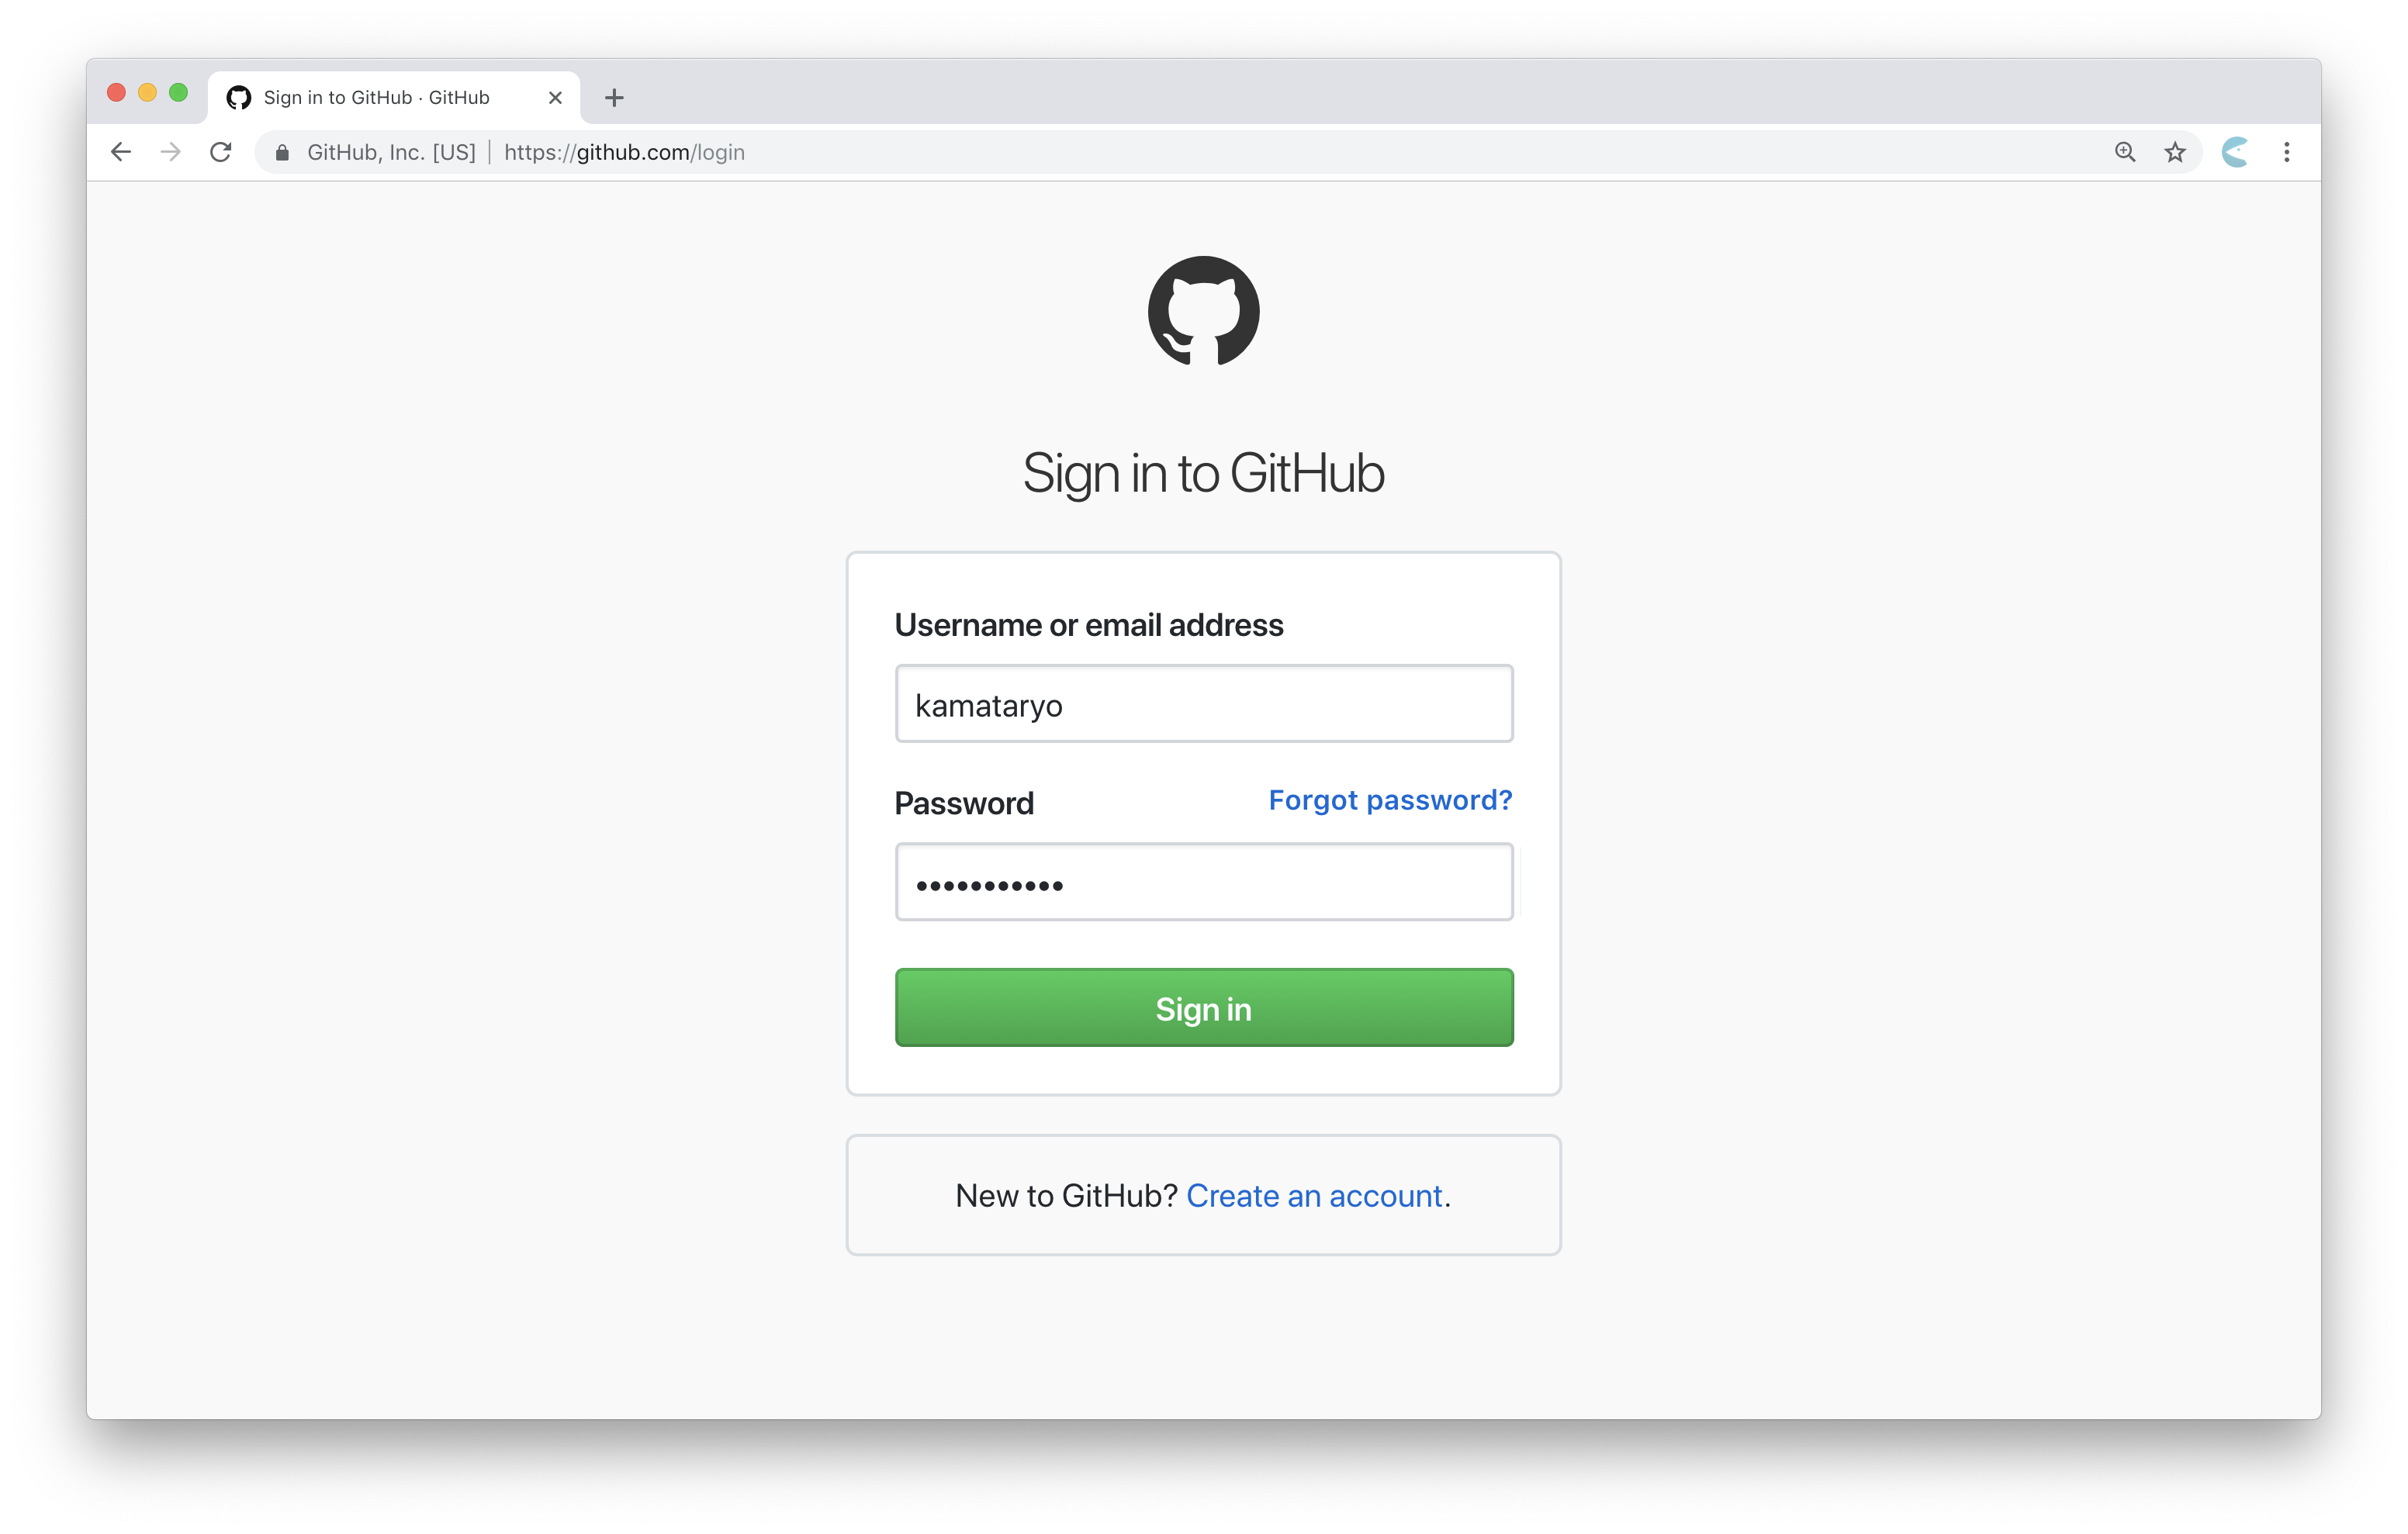 Sign in to GitHub · GitHub
GitHub, Inc. [US] | https://github.com/login
Sign in to GitHub
Username or email address
kamataryo
Password Forgot password?
•••••••••••
Sign in
New to GitHub? Create an account.